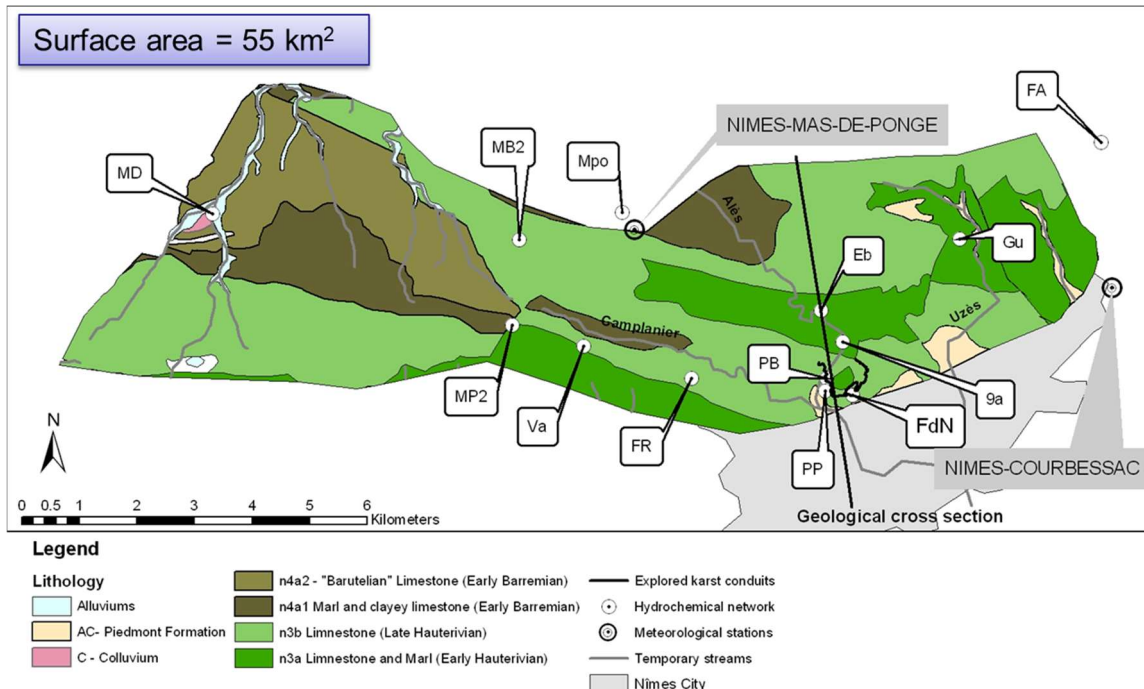 Surface area = 55 km²
FA
NIMES-MAS-DE-PONGE
MB2
Mpo
MD
Alès
Eb
Gu
Uzès
Camplanier
PB
MP2
Va
FR
PP
FdN
9a
NIMES-COURBESSAC
N
0 0.5 1 2 3 4 5 6
Kilometers
Geological cross section
Legend
Lithology
Alluviums
AC- Piedmont Formation
C - Colluvium
n4a2 - "Barutelian" Limestone (Early Barremian)
n4a1 Marl and clayey limestone (Early Barremian)
n3b Limnestone (Late Hauterivian)
n3a Limnestone and Marl (Early Hauterivian)
Explored karst conduits
Hydrochemical network
Meteorological stations
Temporary streams
Nîmes City